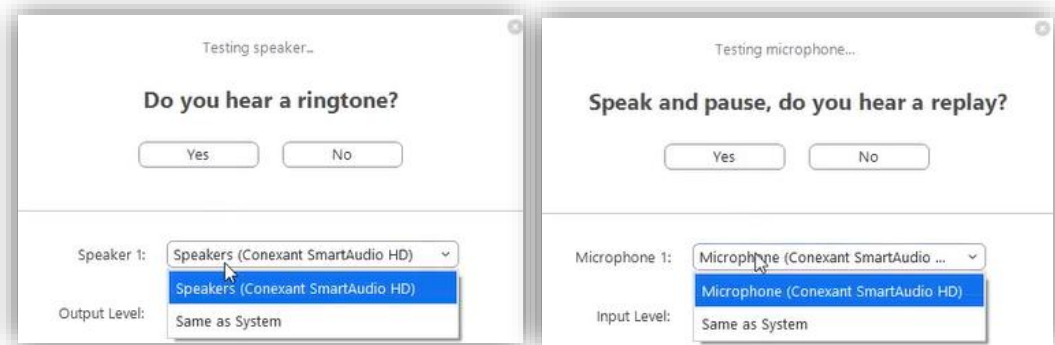 Testing speaker...
Do you hear a ringtone?
Yes No
Speaker 1: Speakers (Conexant SmartAudio HD)
Speakers (Conexant SmartAudio HD)
Output Level:
Same as System
Testing microphone...
Speak and pause, do you hear a replay?
Yes No
Microphone 1: Microphone (Conexant SmartAudio ...
Microphone (Conexant SmartAudio HD)
Input Level:
Same as System